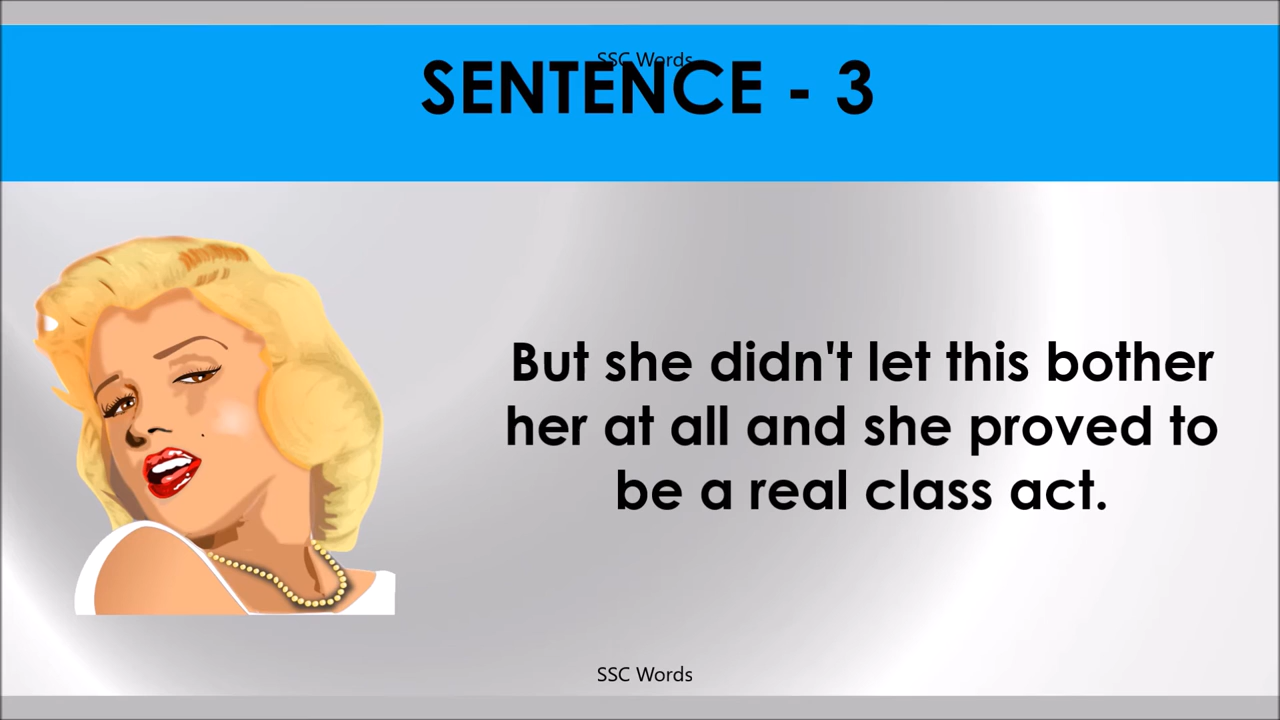 SSC Words
SENTENCE - 3
But she didn't let this bother
her at all and she proved to
be a real class act.
SSC Words